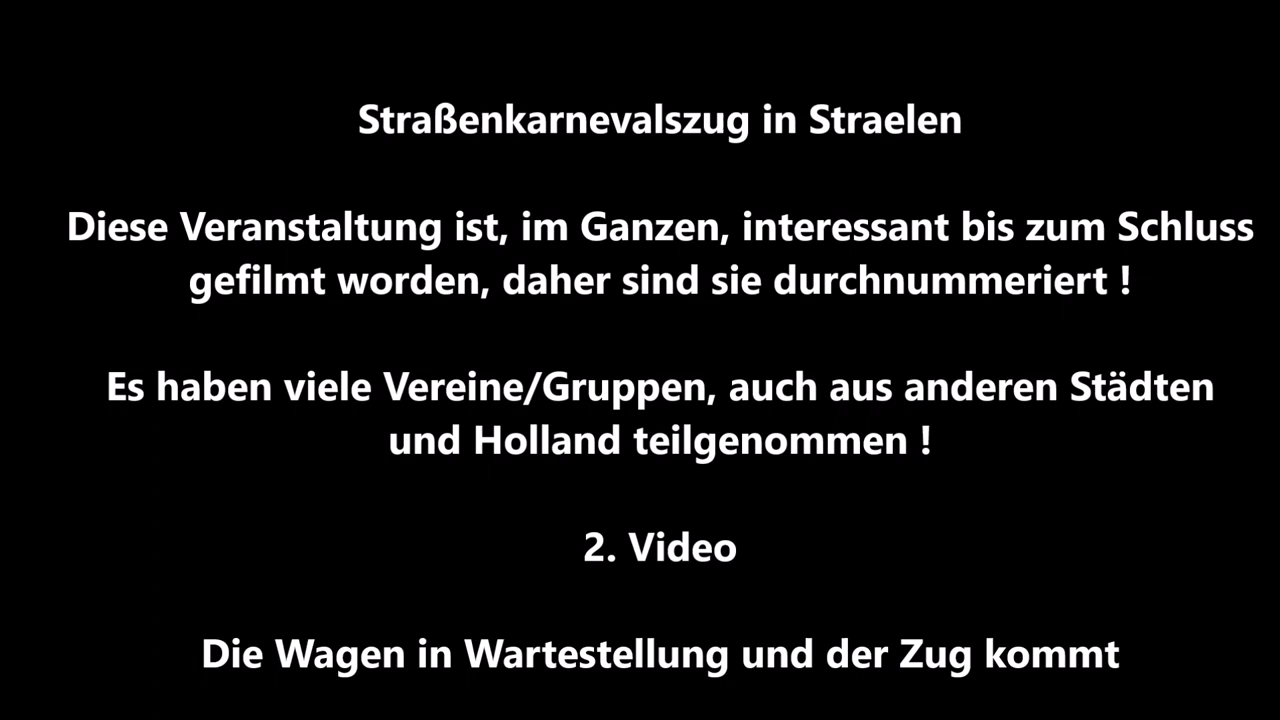 Straßenkarnevalszug in Straelen
Diese Veranstaltung ist, im Ganzen, interessant bis zum Schluss
gefilmt worden, daher sind sie durchnummeriert !
Es haben viele Vereine/Gruppen, auch aus anderen Städten
und Holland teilgenommen !
2. Video
Die Wagen in Wartestellung und der Zug kommt